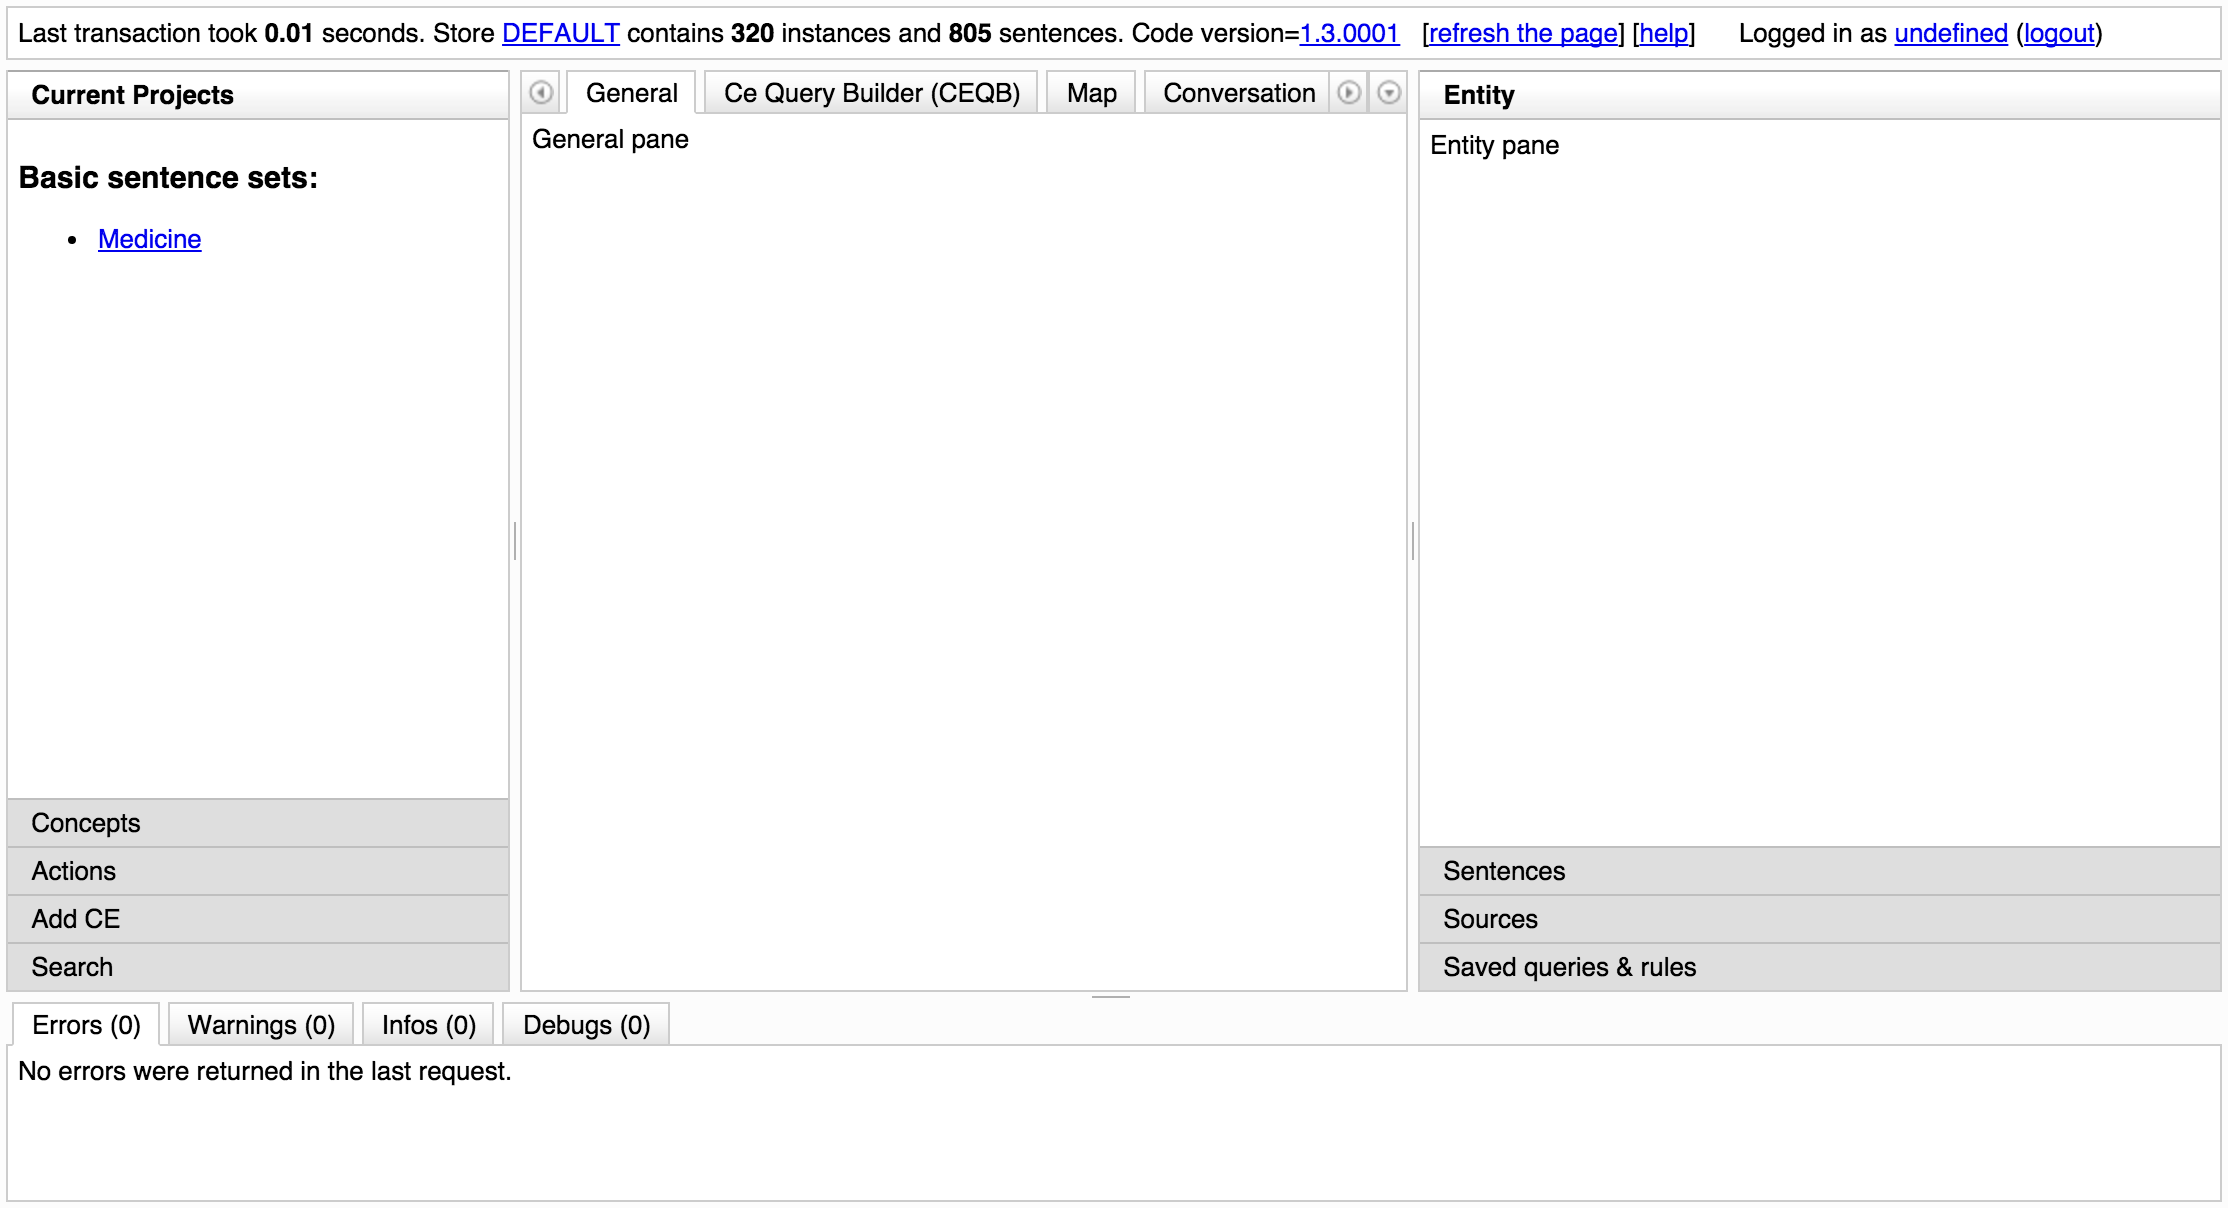 Last transaction took 0.01 seconds. Store DEFAULT contains 320 instances and 805 sentences. Code version=1.3.0001 [refresh the page] [help] Logged in as undefined (logout)
Current Projects
Basic sentence sets:
• Medicine
Concepts
Actions
Add CE
Search
General
Ce Query Builder (CEQB)
Map
Conversation
General pane
Entity
Entity pane
Sentences
Sources
Saved queries & rules
Errors (0)
Warnings (0)
Infos (0)
Debugs (0)
No errors were returned in the last request.